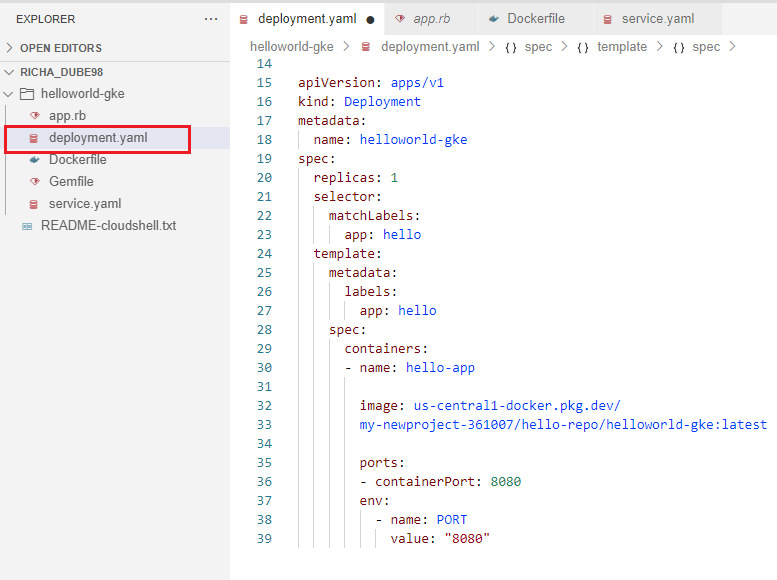 EXPLORER
OPEN EDITORS
RICHA_DUBE98
helloworld-gke
app.rb
deployment.yaml
Dockerfile
Gemfile
service.yaml
README-cloudshell.txt
deployment.yaml ● app.rb Dockerfile service.yaml
helloworld-gke > deployment.yaml > {} spec > {} template > {} spec >
14
15 apiVersion: apps/v1
16 kind: Deployment
17 metadata:
18   name: helloworld-gke
19 spec:
20   replicas: 1
21   selector:
22     matchLabels:
23       app: hello
24   template:
25     metadata:
26       labels:
27         app: hello
28     spec:
29       containers:
30       - name: hello-app
31
32         image: us-central1-docker.pkg.dev/
33         my-newproject-361007/hello-repo/helloworld-gke:latest
34
35         ports:
36         - containerPort: 8080
37         env:
38           - name: PORT
39             value: "8080"